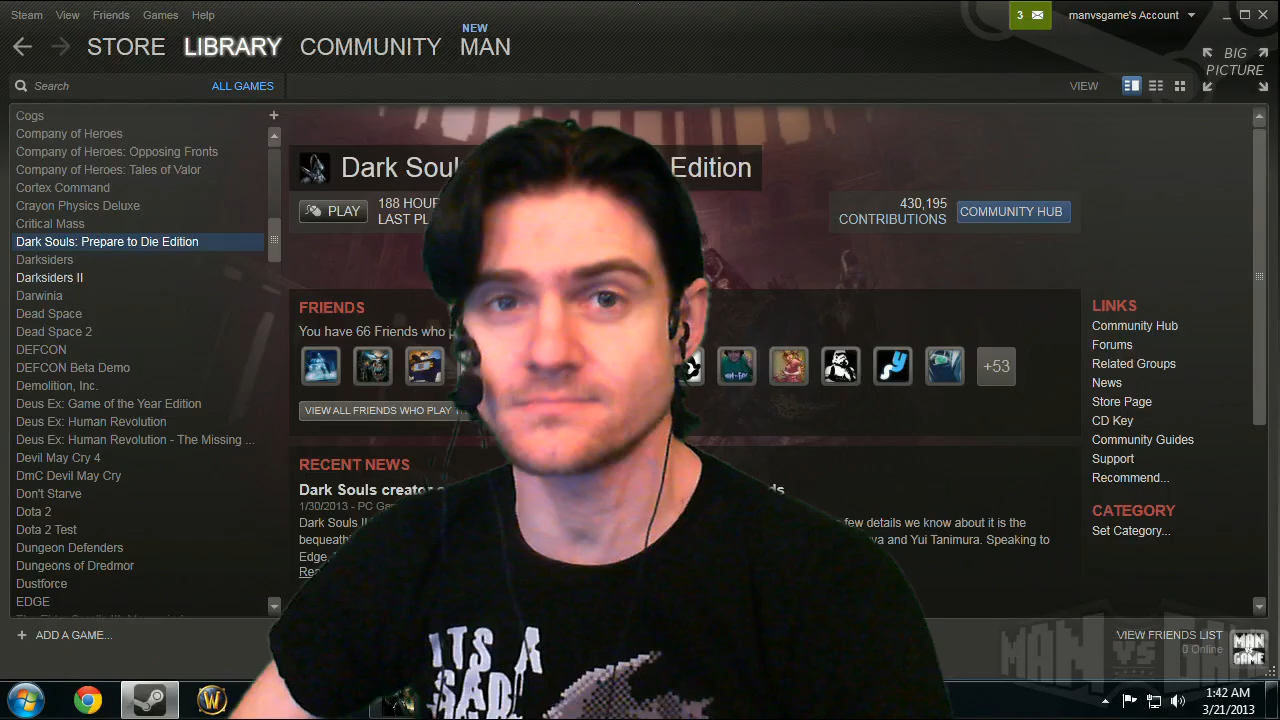 Steam View Friends Games Help
3 manvsgame's Account
STORE LIBRARY COMMUNITY
NEW
MAN
BIG
PICTURE
Search ALL GAMES
VIEW
Cogs
Company of Heroes
Company of Heroes: Opposing Fronts
Company of Heroes: Tales of Valor
Cortex Command
Crayon Physics Deluxe
Critical Mass
Dark Souls: Prepare to Die Edition
Darksiders
Darksiders II
Darwinia
Dead Space
Dead Space 2
DEFCON
DEFCON Beta Demo
Demolition, Inc.
Deus Ex: Game of the Year Edition
Deus Ex: Human Revolution
Deus Ex: Human Revolution - The Missing ...
Devil May Cry 4
DmC Devil May Cry
Don't Starve
Dota 2
Dota 2 Test
Dungeon Defenders
Dungeons of Dredmor
Dustforce
EDGE
ADD A GAME...
Dark Edition
PLAY
188
LAST
430,195
CONTRIBUTIONS
COMMUNITY HUB
FRIENDS
You have 66 Friends who
+53
VIEW ALL FRIENDS WHO PLAY
RECENT NEWS
Dark Souls creator
1/30/2013 - PC
Dark Souls few details we know about it is the
and Yui Tanimura. Speaking to
Edge,
LINKS
Community Hub
Forums
Related Groups
News
Store Page
CD Key
Community Guides
Support
Recommend...
CATEGORY
Set Category...
ITS A
VIEW FRIENDS LIST
0 Online
MAN
VS
GAME
1:42 AM
3/21/2013